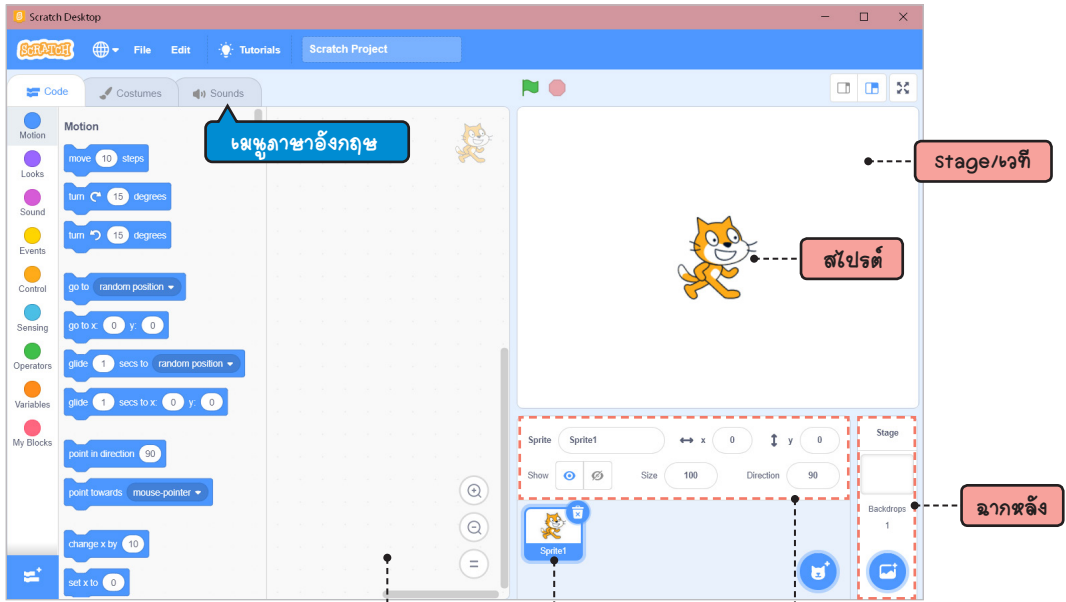 Scratch Desktop
SCRATCH File Edit Tutorials Scratch Project
Code Costumes Sounds
เมนูภาษาอังกฤษ
Motion
Looks
Sound
Events
Control
Sensing
Operators
Variables
My Blocks
Motion
move 10 steps
turn 15 degrees
turn 15 degrees
go to random position
go to x: 0 y: 0
glide 1 secs to random position
glide 1 secs to x: 0 y: 0
point in direction 90
point towards mouse-pointer
change x by 10
set x to 0
Stage/เวที
สไปรต์
Sprite Sprite1 x 0 y 0
Show Size 100 Direction 90
Sprite1
Stage
Backdrops
1
ฉากหลัง